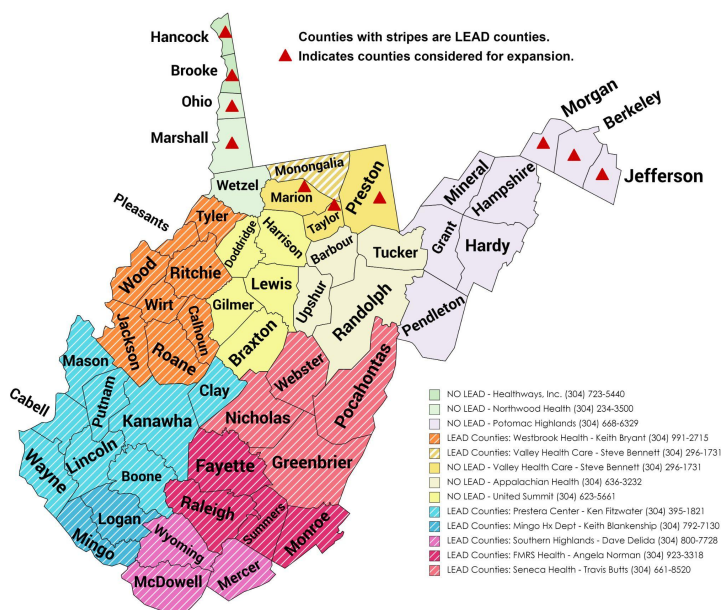 Counties with stripes are LEAD counties.
Indicates counties considered for expansion.
Hancock
Brooke
Ohio
Marshall
Wetzel
Monongalia
Marion
Taylor
Preston
Morgan
Berkeley
Jefferson
Mineral
Hampshire
Grant
Hardy
Pendleton
Pleasants
Tyler
Doddridge
Harrison
Barbour
Tucker
Wood
Ritchie
Wirt
Calhoun
Jackson
Roane
Gilmer
Lewis
Upshur
Randolph
Braxton
Webster
Pocahontas
Mason
Cabell
Putnam
Clay
Kanawha
Nicholas
Greenbrier
Wayne
Lincoln
Boone
Fayette
Logan
Mingo
Raleigh
Summers
Monroe
Wyoming
McDowell
Mercer
NO LEAD - Healthways, Inc. (304) 723-5440
NO LEAD - Northwood Health (304) 234-3500
NO LEAD - Potomac Highlands (304) 668-6329
LEAD Counties: Westbrook Health - Keith Bryant (304) 991-2715
LEAD Counties: Valley Health Care - Steve Bennett (304) 296-1731
NO LEAD - Valley Health Care - Steve Bennett (304) 296-1731
NO LEAD - Appalachian Health (304) 636-3232
NO LEAD - United Summit (304) 623-5661
LEAD Counties: Prestera Center - Ken Fitzwater (304) 395-1821
LEAD Counties: Mingo Hx Dept - Keith Blankenship (304) 792-7130
LEAD Counties: Southern Highlands - Dave Delida (304) 800-7728
LEAD Counties: FMRS Health - Angela Norman (304) 923-3318
LEAD Counties: Seneca Health - Travis Butts (304) 661-8520